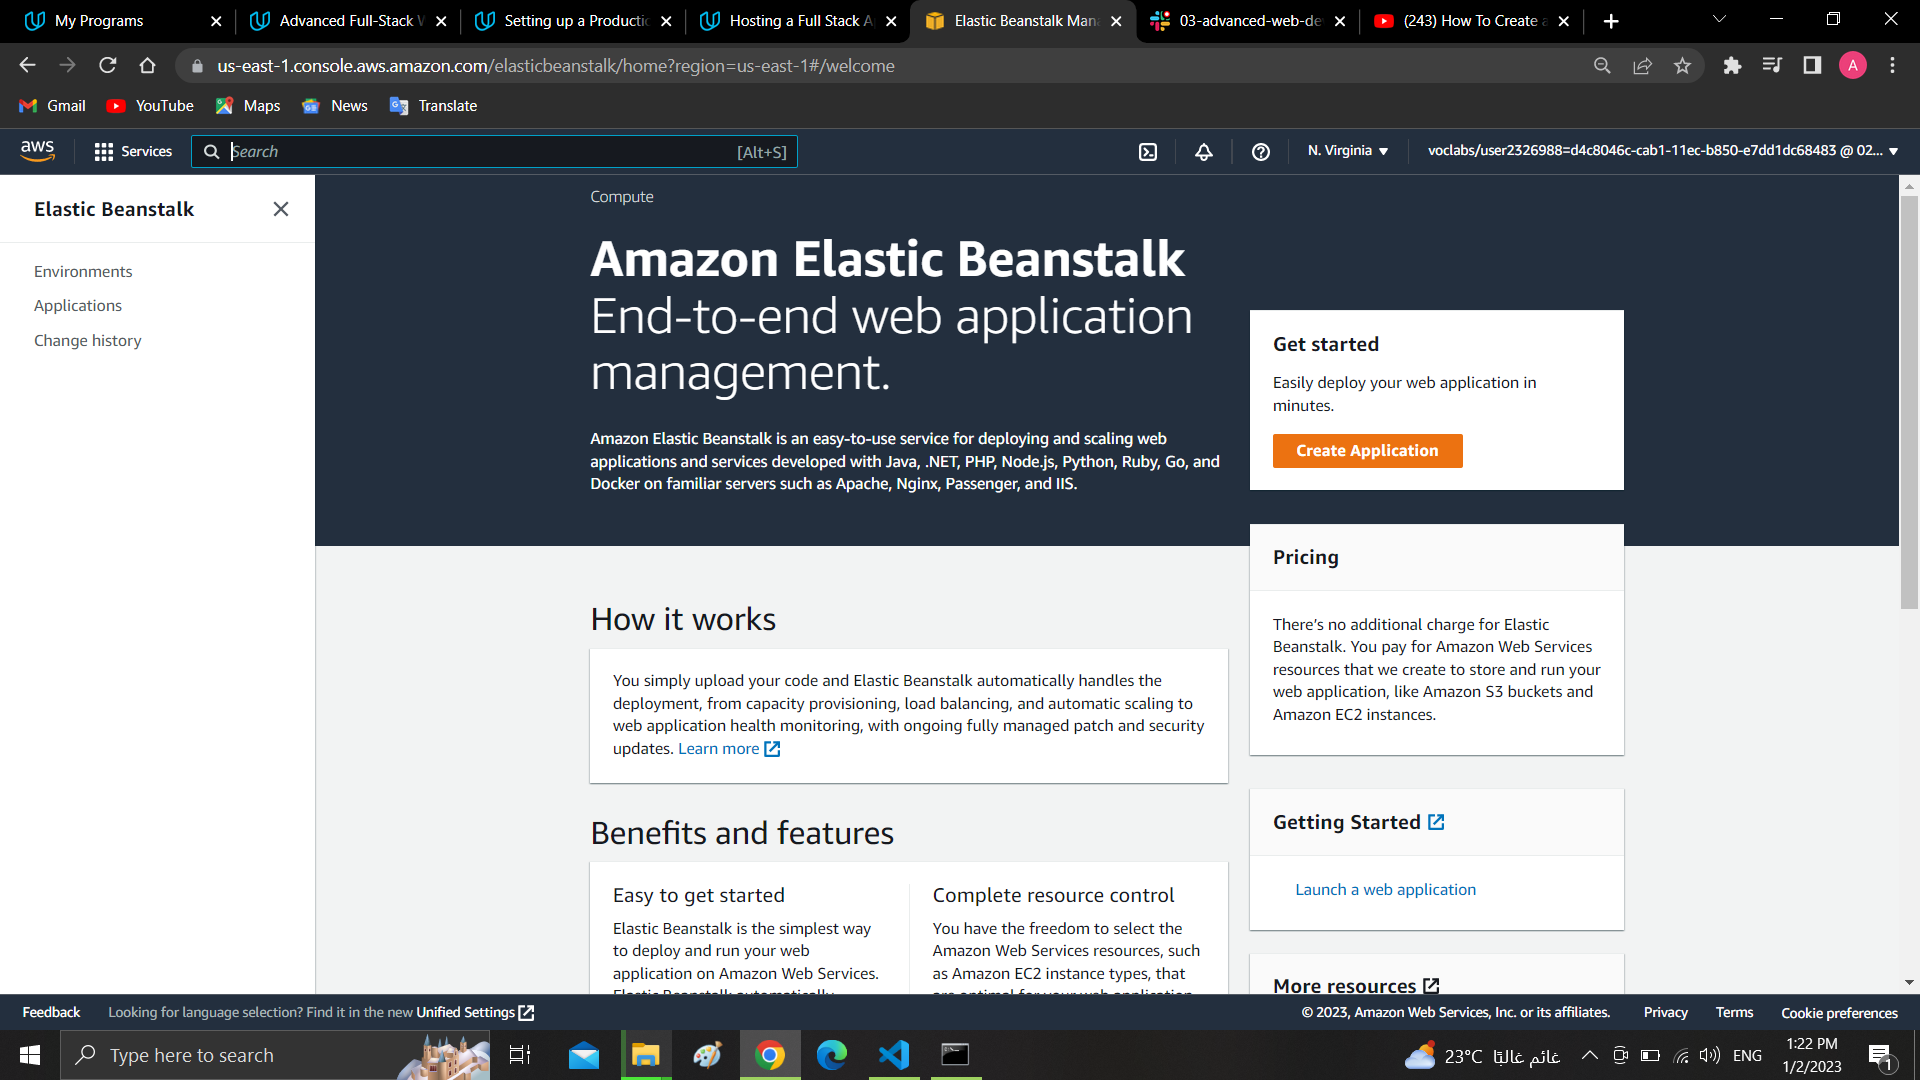 My Programs
Advanced Full-Stack W
Setting up a Productio
Hosting a Full Stack A
Elastic Beanstalk Man
03-advanced-web-de
(243) How To Create a
us-east-1.console.aws.amazon.com/elasticbeanstalk/home?region=us-east-1#/welcome
A
Gmail
YouTube
Maps
News
Translate
aws
Services
Search
[Alt+S]
N. Virginia
voclabs/user2326988=d4c8046c-cab1-11ec-b850-e7dd1dc68483 @ 02...
Elastic Beanstalk
Environments
Applications
Change history
Compute
Amazon Elastic Beanstalk
End-to-end web application
management.
Amazon Elastic Beanstalk is an easy-to-use service for deploying and scaling web
applications and services developed with Java, .NET, PHP, Node.js, Python, Ruby, Go, and
Docker on familiar servers such as Apache, Nginx, Passenger, and IIS.
Get started
Easily deploy your web application in
minutes.
Create Application
Pricing
There's no additional charge for Elastic
Beanstalk. You pay for Amazon Web Services
resources that we create to store and run your
web application, like Amazon S3 buckets and
Amazon EC2 instances.
How it works
You simply upload your code and Elastic Beanstalk automatically handles the
deployment, from capacity provisioning, load balancing, and automatic scaling to
web application health monitoring, with ongoing fully managed patch and security
updates. Learn more
Benefits and features
Easy to get started
Elastic Beanstalk is the simplest way
to deploy and run your web
application on Amazon Web Services.
Elastic Beanstalk automatically
Complete resource control
You have the freedom to select the
Amazon Web Services resources, such
as Amazon EC2 instance types, that
are optimal for your web application
Getting Started
Launch a web application
More resources
Feedback
Looking for language selection? Find it in the new Unified Settings
© 2023, Amazon Web Services, Inc. or its affiliates.
Privacy
Terms
Cookie preferences
Type here to search
23°C غائم غالبًا
ENG
1:22 PM
1/2/2023
1